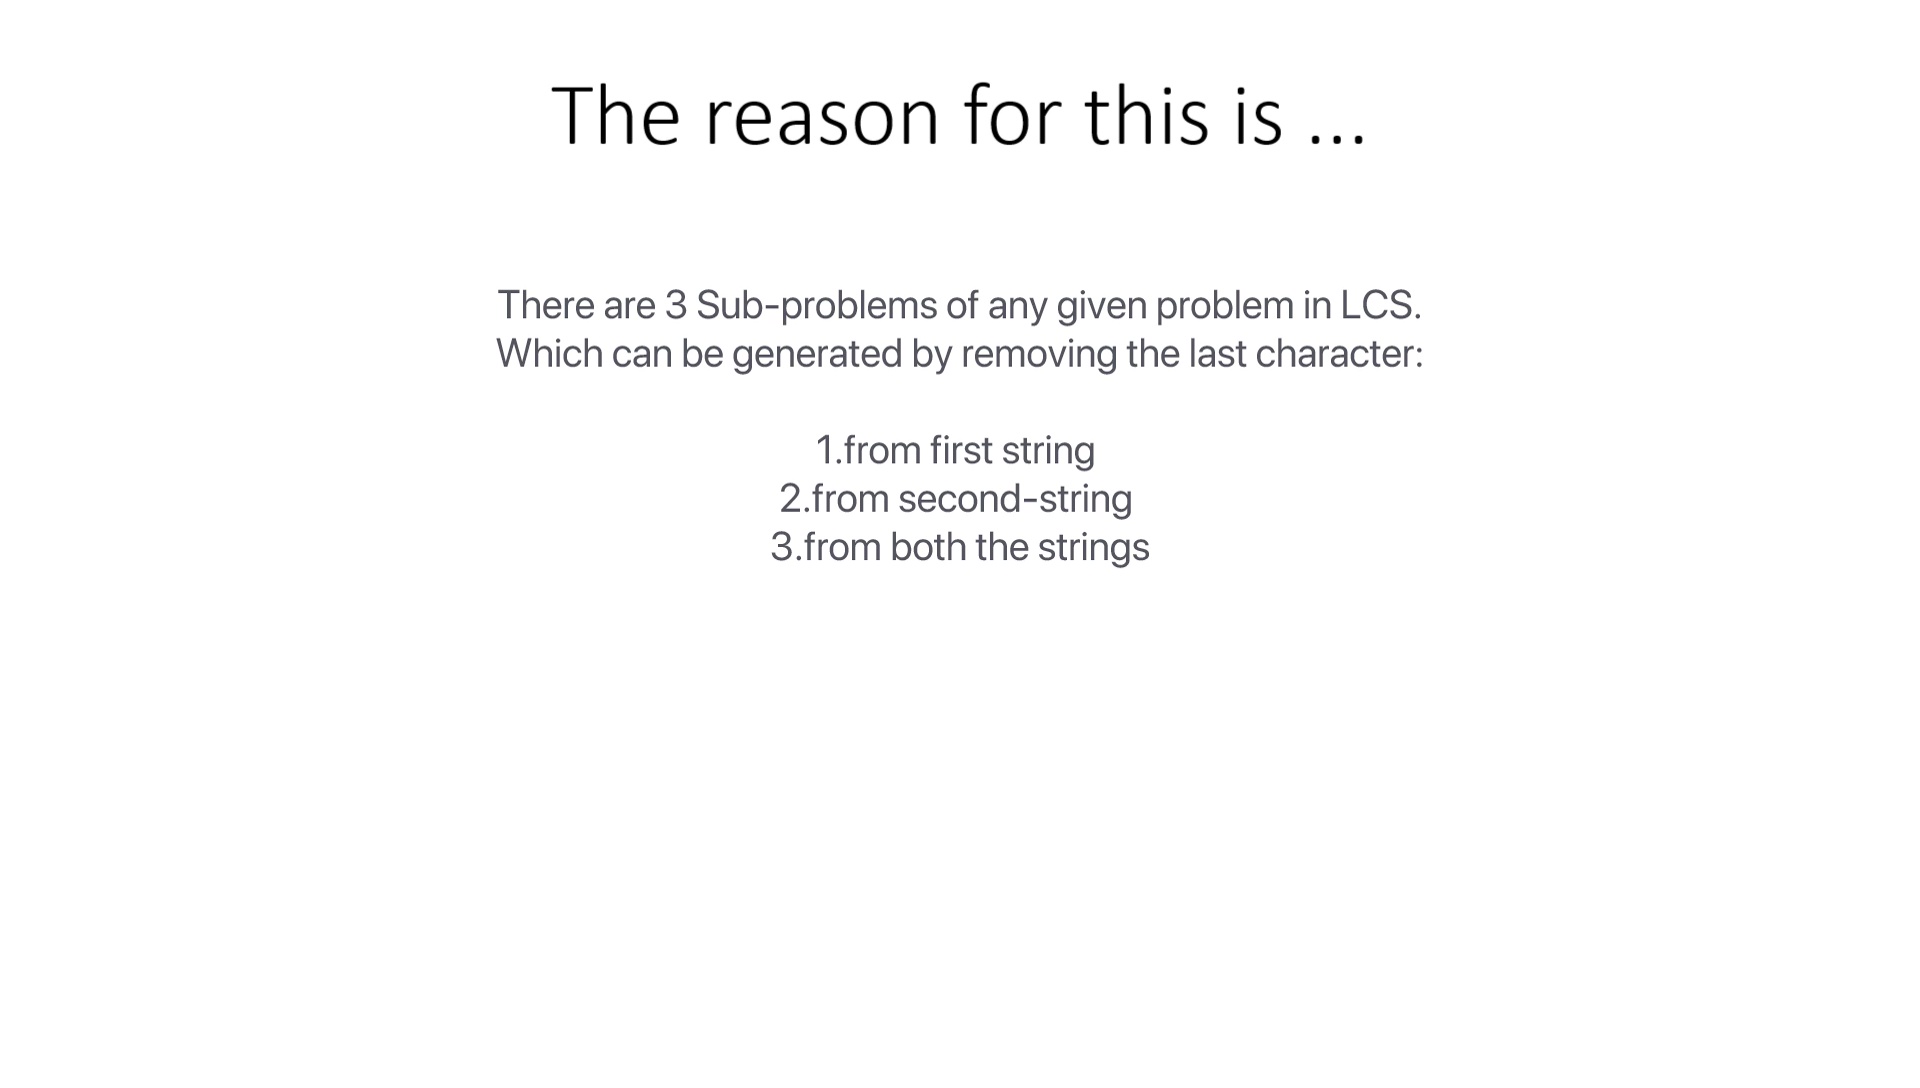 The reason for this is ...
There are 3 Sub-problems of any given problem in LCS.
Which can be generated by removing the last character:
1.from first string
2.from second-string
3.from both the strings